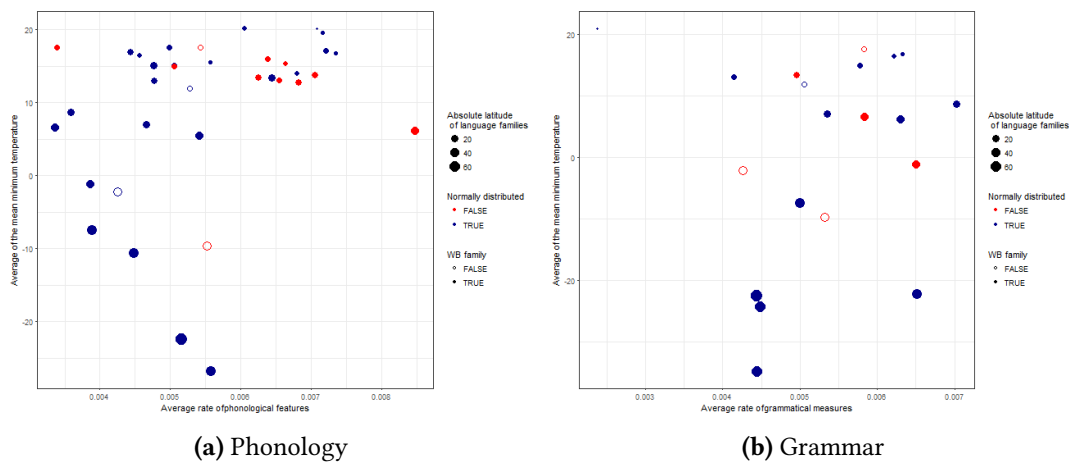 20
10
0
-10
-20
0.004
0.005
0.006
0.007
0.008
Average of the mean minimum temperature
Average rate ofphonological features
Absolute latitude
of language families
20
40
60
Normally distributed
FALSE
TRUE
WB family
FALSE
TRUE
(a) Phonology
20
0
-20
0.003
0.004
0.005
0.006
0.007
Average of the mean minimum temperature
Average rate ofgrammatical measures
Absolute latitude
of language families
20
40
60
Normally distributed
FALSE
TRUE
WB family
FALSE
TRUE
(b) Grammar